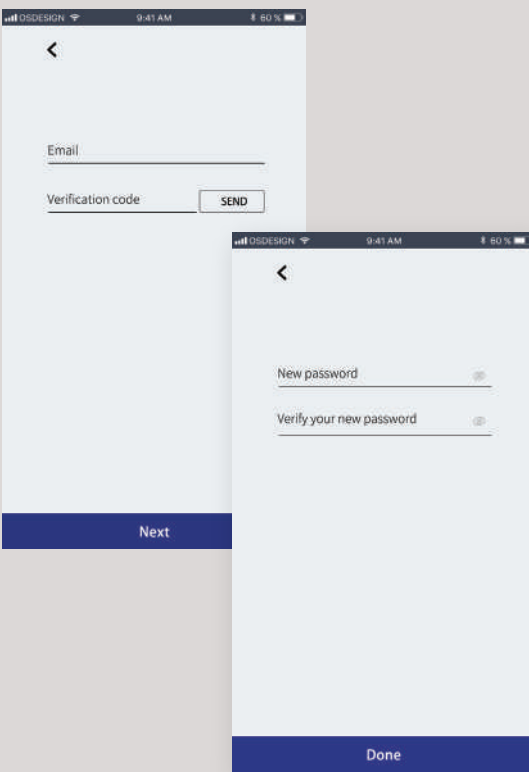 OSDESIGN 9:41 AM 60 %
Email
Verification code SEND
Next
OSDESIGN 9:41 AM 60 %
New password
Verify your new password
Done